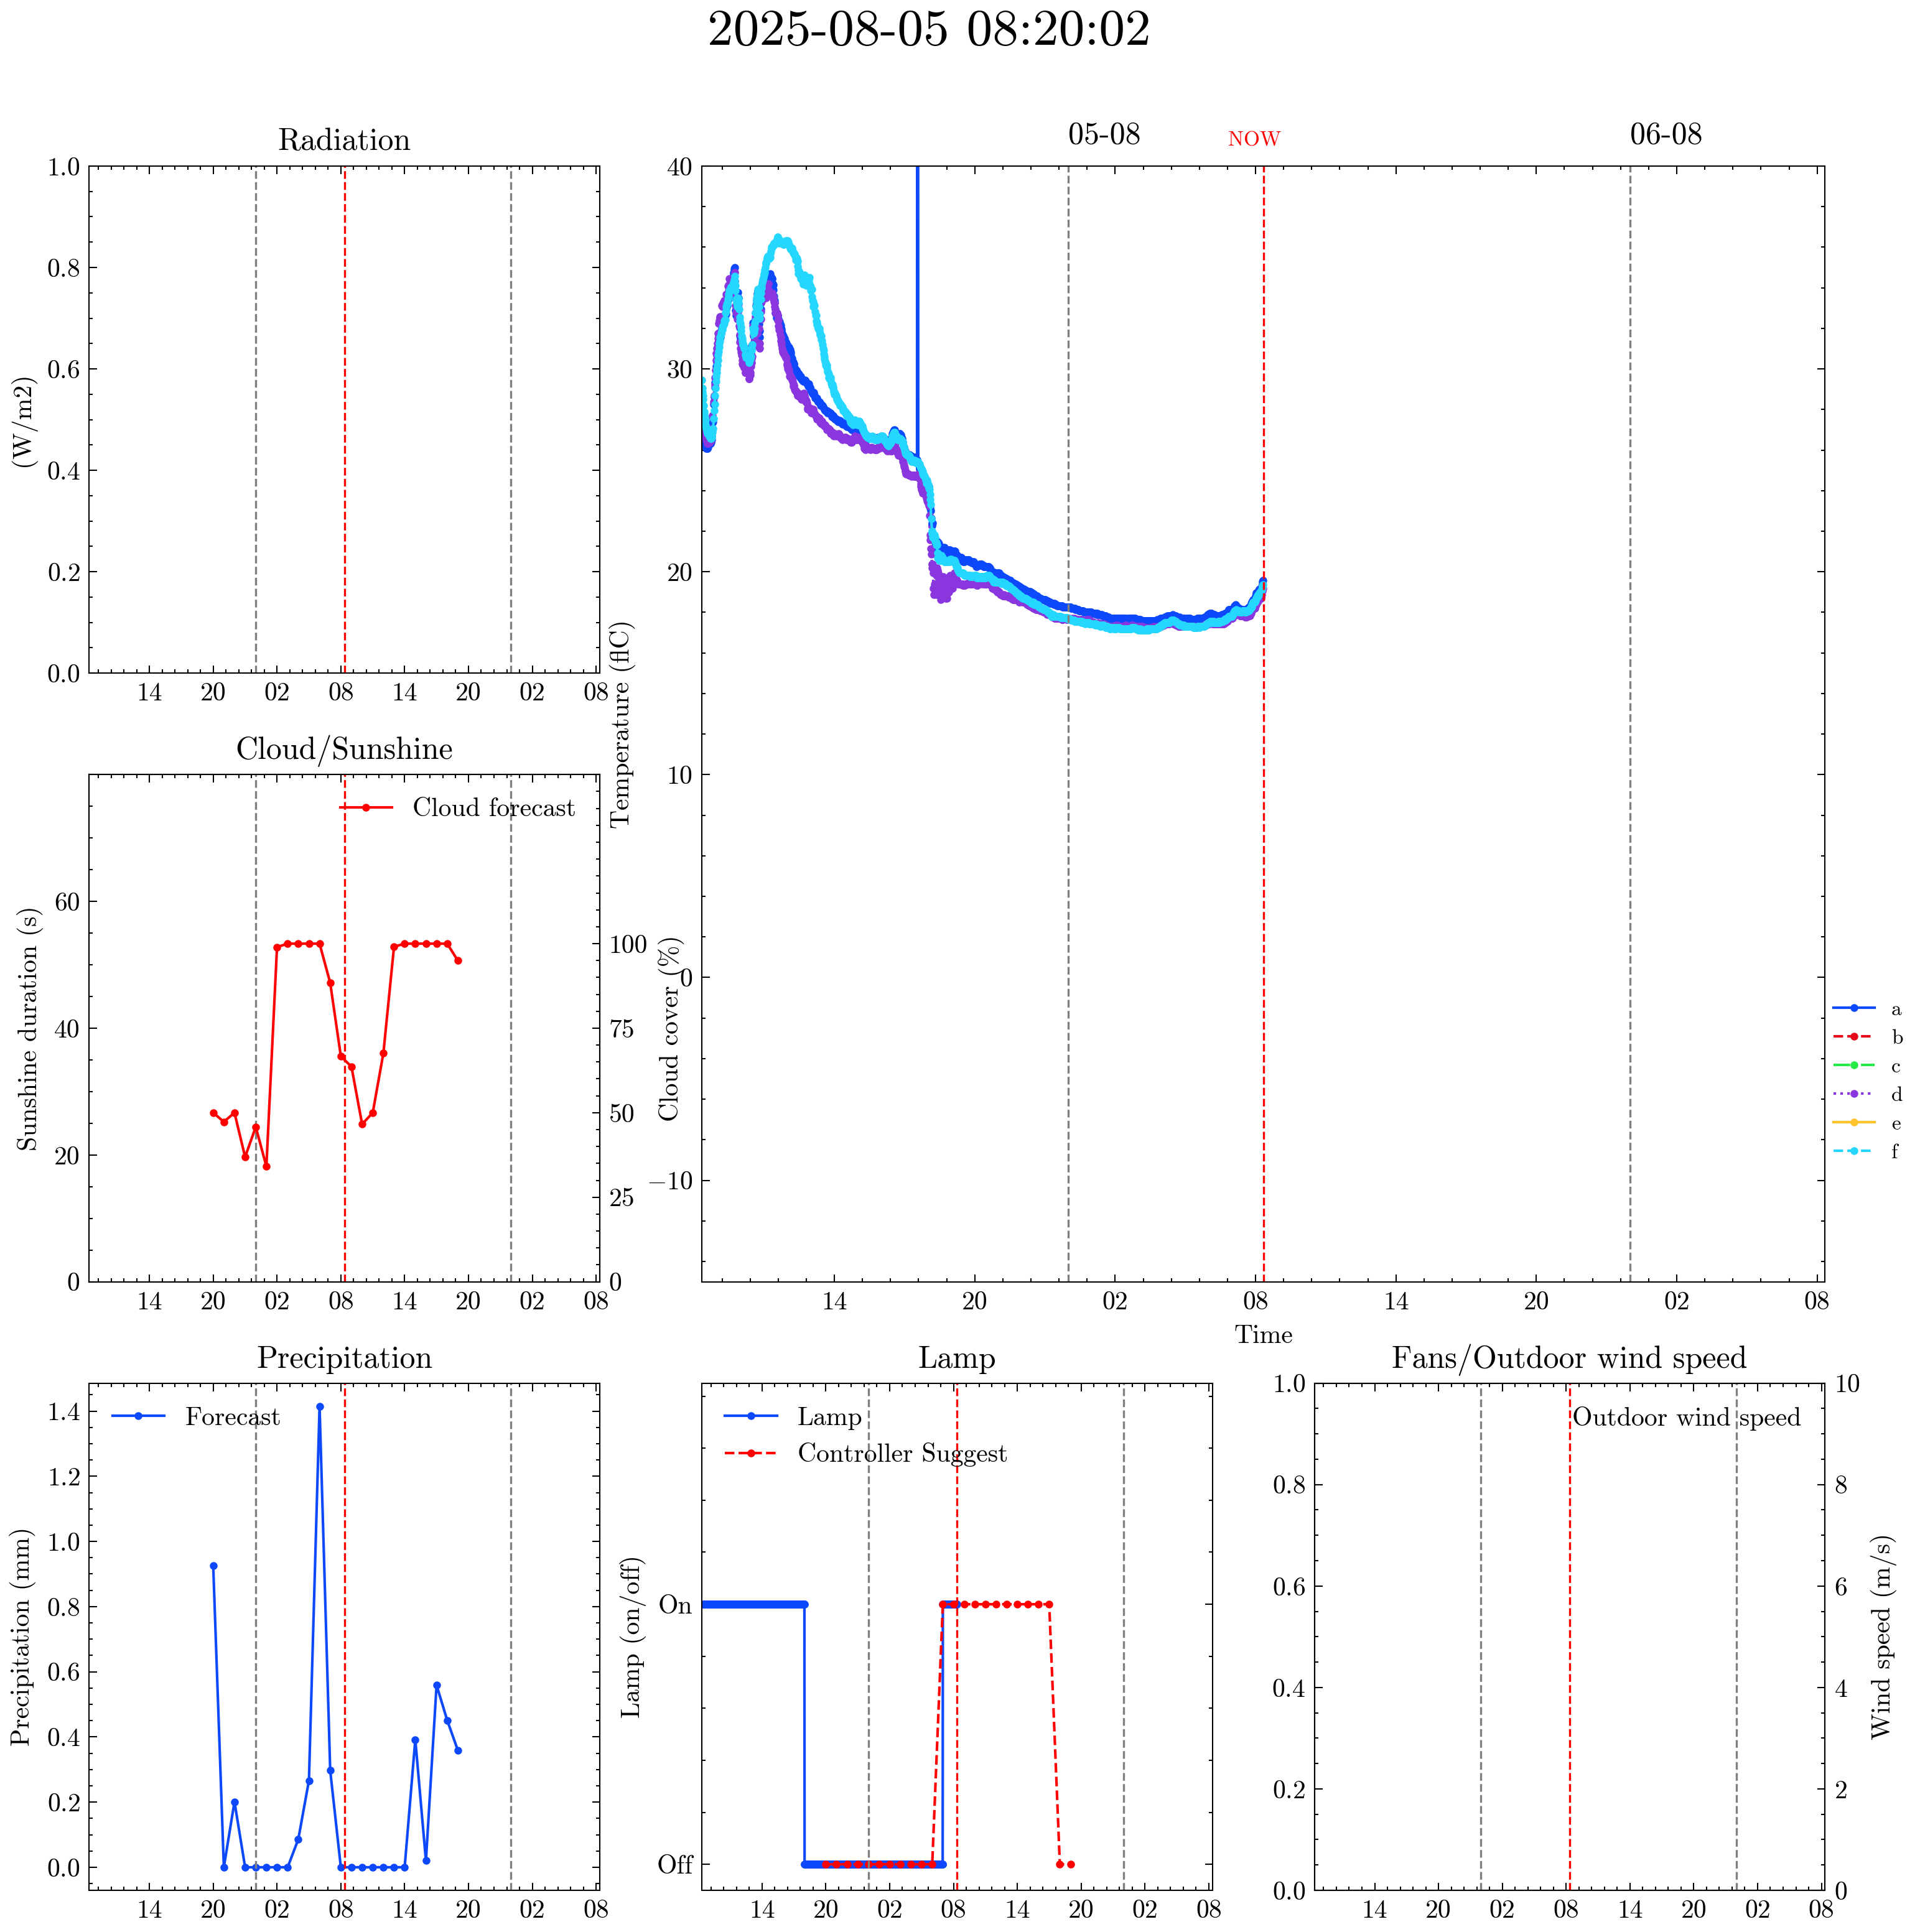 2025-08-05 08:20:02
Radiation
1.0
0.8
0.6
0.4
0.2
0.0
(W/m2)
14 20 02 08 14 20 02 08
05-08 NOW 06-08
40
30
20
10
0
−10
Temperature (flC)
14 20 02 08 14 20 02 08
Time
a
b
c
d
e
f
Cloud/Sunshine
Cloud forecast
60
40
20
0
Sunshine duration (s)
100
75
50
25
0
Cloud cover (%)
14 20 02 08 14 20 02 08
Precipitation
Forecast
1.4
1.2
1.0
0.8
0.6
0.4
0.2
0.0
Precipitation (mm)
14 20 02 08 14 20 02 08
Lamp
Lamp
Controller Suggest
On
Off
Lamp (on/off)
14 20 02 08 14 20 02 08
Fans/Outdoor wind speed
Outdoor wind speed
1.0
0.8
0.6
0.4
0.2
0.0
10
8
6
4
2
0
Wind speed (m/s)
14 20 02 08 14 20 02 08